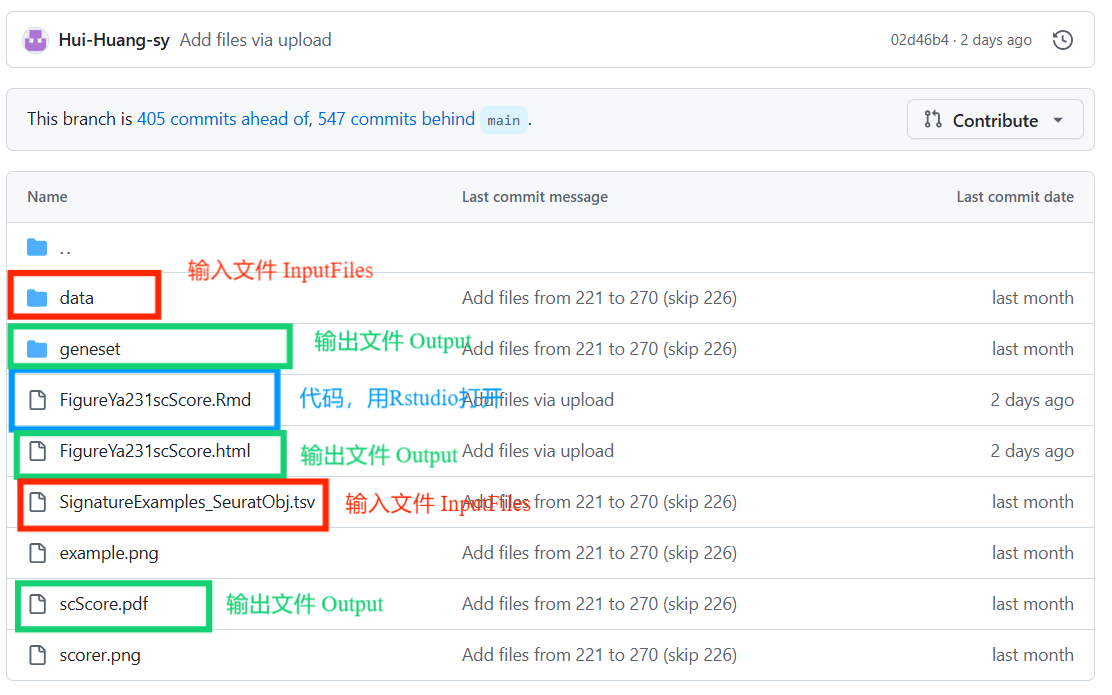 Hui-Huang-sy Add files via upload 02d46b4 · 2 days ago
This branch is 405 commits ahead of, 547 commits behind main . Contribute
Name Last commit message Last commit date
..
输入文件 InputFiles
data Add files from 221 to 270 (skip 226) last month
输出文件 Output
geneset Add files from 221 to 270 (skip 226) last month
FigureYa231scScore.Rmd 代码，用Rstudio打开 Add files via upload 2 days ago
FigureYa231scScore.html 输出文件 Output Add files via upload 2 days ago
SignatureExamples_SeuratObj.tsv 输入文件 InputFiles Add files from 221 to 270 (skip 226) last month
example.png Add files from 221 to 270 (skip 226) last month
scScore.pdf 输出文件 Output Add files from 221 to 270 (skip 226) last month
scorer.png Add files from 221 to 270 (skip 226) last month